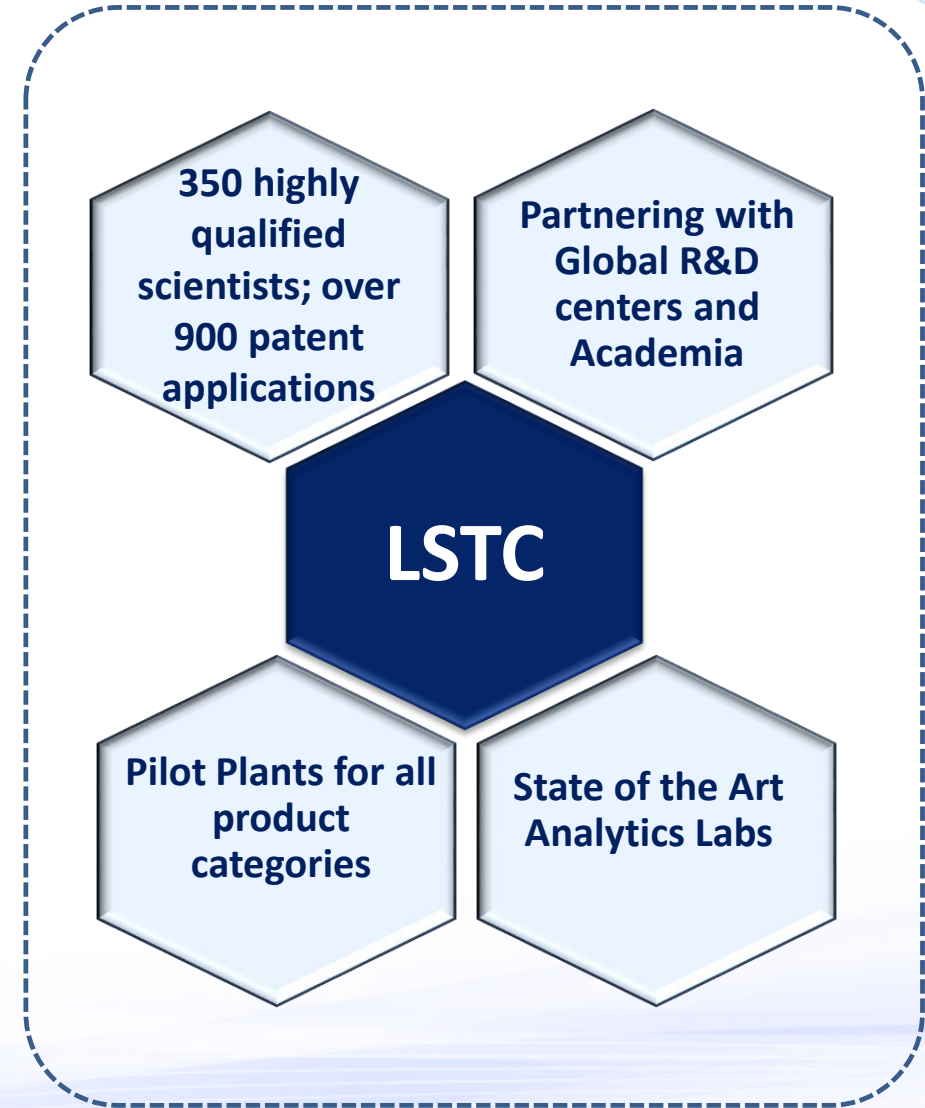 350 highly
qualified
scientists; over
900 patent
applications
Partnering with
Global R&D
centers and
Academia
LSTC
Pilot Plants for all
product
categories
State of the Art
Analytics Labs